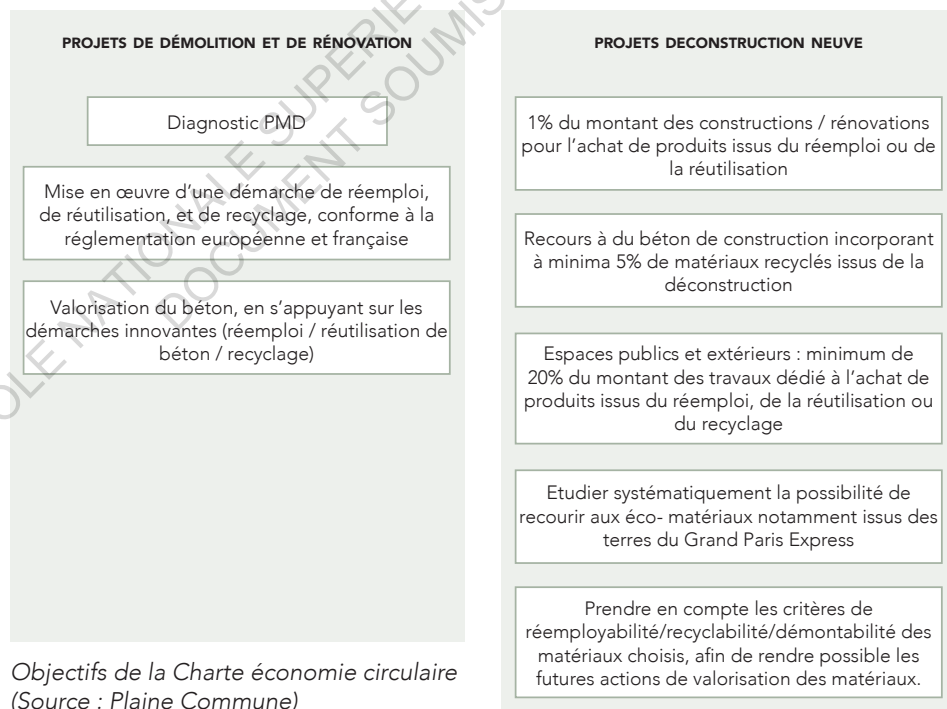 PROJETS DE DÉMOLITION ET DE RÉNOVATION
Diagnostic PMD
Mise en œuvre d’une démarche de réemploi,
de réutilisation, et de recyclage, conforme à la
réglementation européenne et française
Valorisation du béton, en s’appuyant sur les
démarches innovantes (réemploi / réutilisation de
béton / recyclage)
Objectifs de la Charte économie circulaire
(Source : Plaine Commune)
PROJETS DECONSTRUCTION NEUVE
1% du montant des constructions / rénovations
pour l’achat de produits issus du réemploi ou de
la réutilisation
Recours à du béton de construction incorporant
à minima 5% de matériaux recyclés issus de la
déconstruction
Espaces publics et extérieurs : minimum de
20% du montant des travaux dédié à l’achat de
produits issus du réemploi, de la réutilisation ou
du recyclage
Etudier systématiquement la possibilité de
recourir aux éco- matériaux notamment issus des
terres du Grand Paris Express
Prendre en compte les critères de
réemployabilité/recyclabilité/démontabilité des
matériaux choisis, afin de rendre possible les
futures actions de valorisation des matériaux.
NATIONALE
DOCUMENT